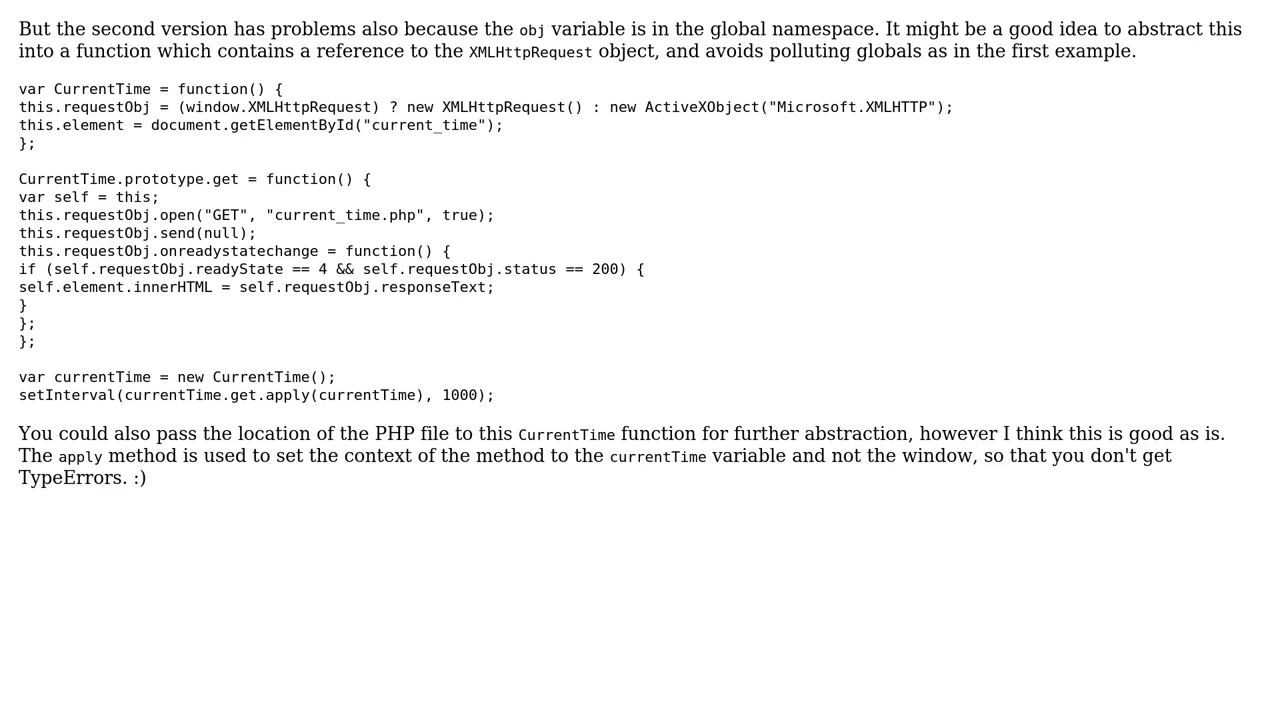 But the second version has problems also because the obj variable is in the global namespace. It might be a good idea to abstract this
into a function which contains a reference to the XMLHttpRequest object, and avoids polluting globals as in the first example.
var CurrentTime = function() {
this.requestObj = (window.XMLHttpRequest) ? new XMLHttpRequest() : new ActiveXObject("Microsoft.XMLHTTP");
this.element = document.getElementById("current_time");
};
CurrentTime.prototype.get = function() {
var self = this;
this.requestObj.open("GET", "current_time.php", true);
this.requestObj.send(null);
this.requestObj.onreadystatechange = function() {
if (self.requestObj.readyState == 4 && self.requestObj.status == 200) {
self.element.innerHTML = self.requestObj.responseText;
}
};
};
var currentTime = new CurrentTime();
setInterval(currentTime.get.apply(currentTime), 1000);
You could also pass the location of the PHP file to this CurrentTime function for further abstraction, however I think this is good as is.
The apply method is used to set the context of the method to the currentTime variable and not the window, so that you don't get
TypeErrors. :)